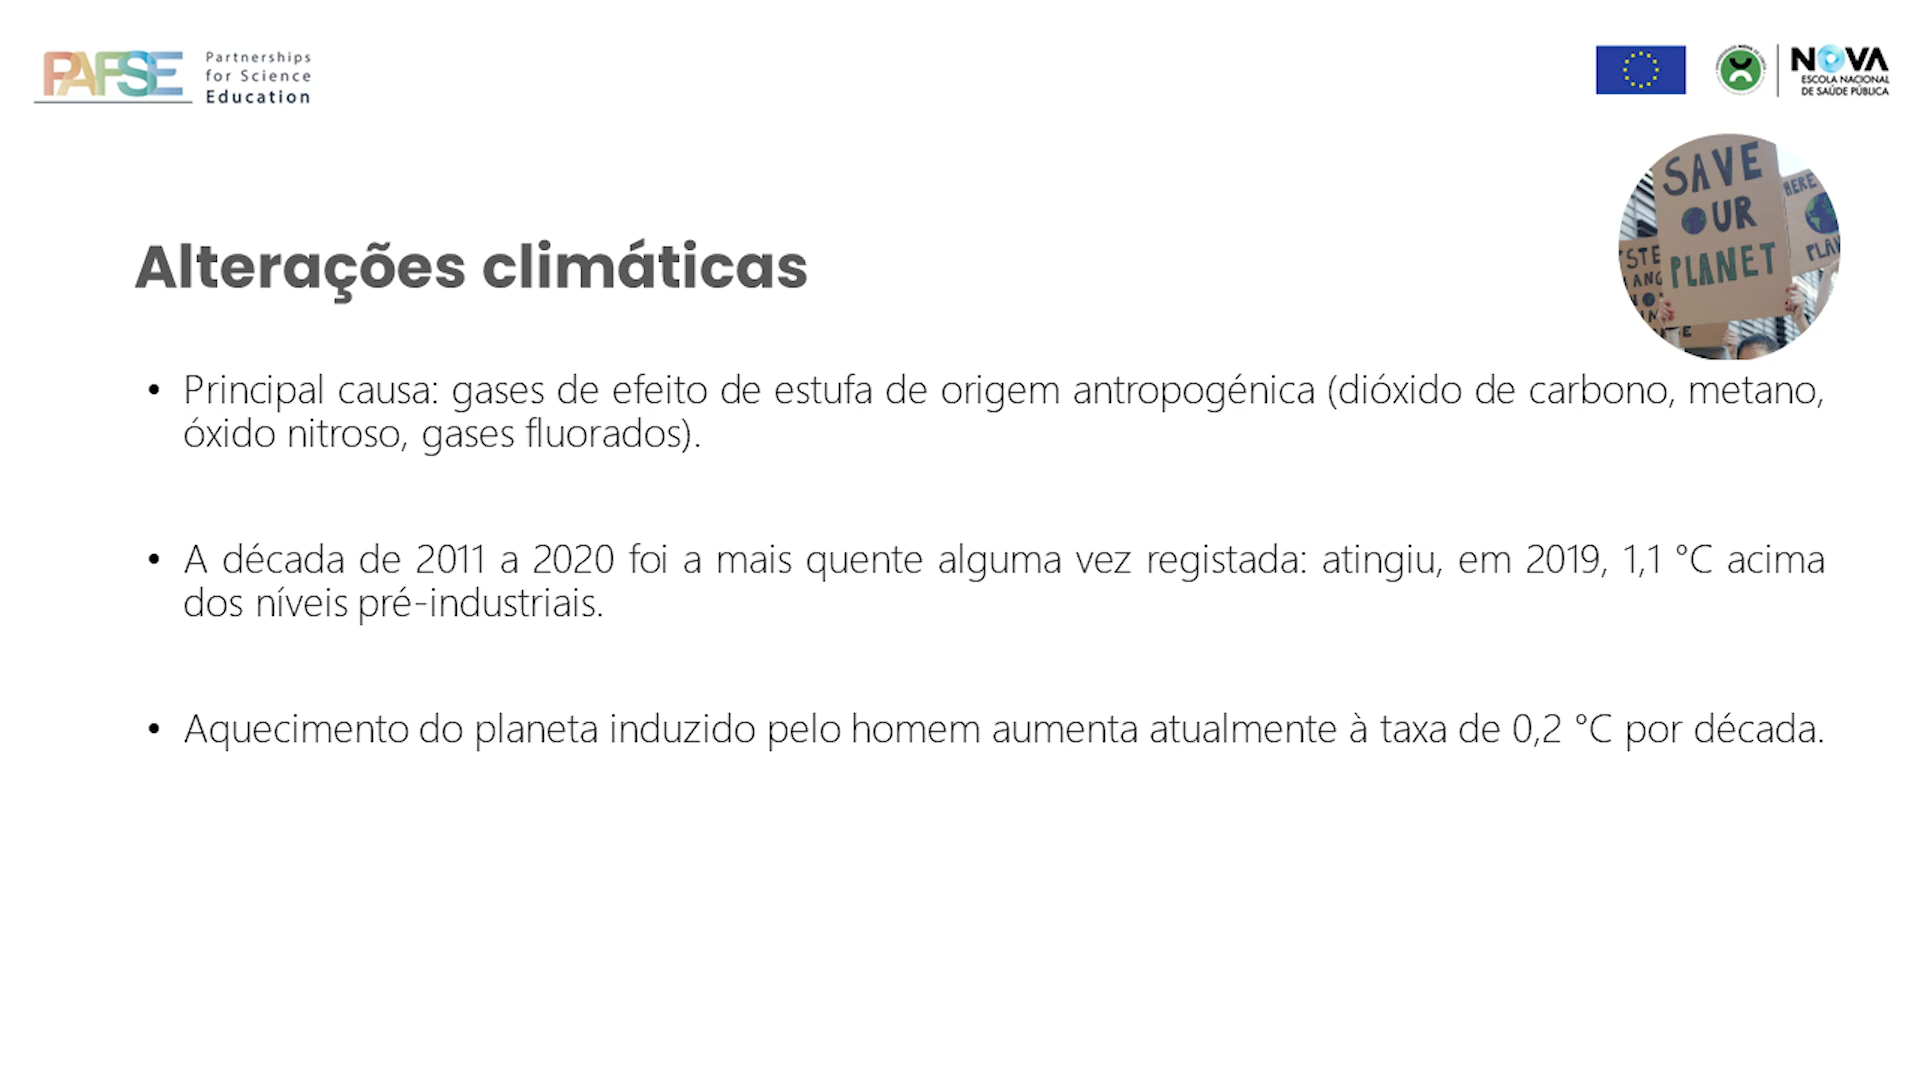 PAFSE
Partnerships
for Science
Education
NOVA
ESCOLA NACIONAL
DE SAÚDE PÚBLICA
SAVE
OUR
PLANET
HERE
Alterações climáticas
• Principal causa: gases de efeito de estufa de origem antropogénica (dióxido de carbono, metano,
óxido nitroso, gases fluorados).
• A década de 2011 a 2020 foi a mais quente alguma vez registada: atingiu, em 2019, 1,1 °C acima
dos níveis pré-industriais.
• Aquecimento do planeta induzido pelo homem aumenta atualmente à taxa de 0,2 °C por década.